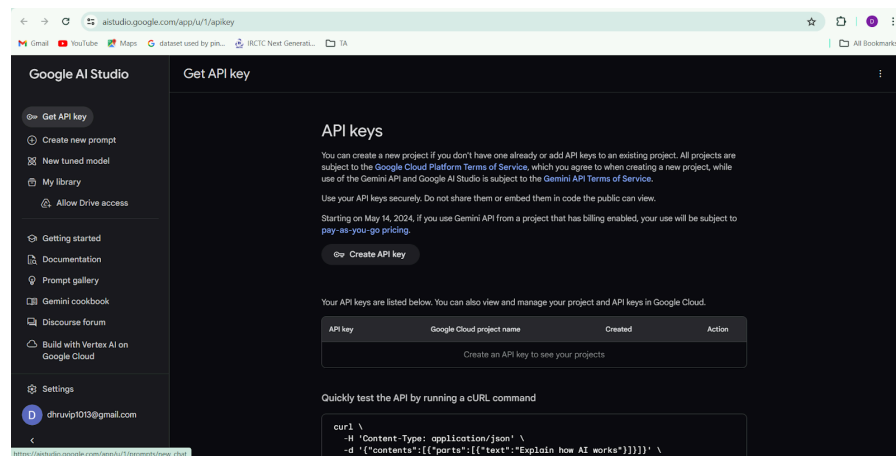 aistudio.google.com/app/u/1/apikey
D
Gmail YouTube Maps dataset used by pin... IRCTC Next Generati... TA All Bookmarks
Google AI Studio
Get API key
Get API key
Create new prompt
New tuned model
My library
Allow Drive access
Getting started
Documentation
Prompt gallery
Gemini cookbook
Discourse forum
Build with Vertex AI on
Google Cloud
Settings
D dhruvip1013@gmail.com
https://aistudio.google.com/app/u/1/prompts/new_chat
API keys
You can create a new project if you don't have one already or add API keys to an existing project. All projects are
subject to the Google Cloud Platform Terms of Service, which you agree to when creating a new project, while
use of the Gemini API and Google AI Studio is subject to the Gemini API Terms of Service.
Use your API keys securely. Do not share them or embed them in code the public can view.
Starting on May 14, 2024, if you use Gemini API from a project that has billing enabled, your use will be subject to
pay-as-you-go pricing.
Create API key
Your API keys are listed below. You can also view and manage your project and API keys in Google Cloud.
API key Google Cloud project name Created Action
Create an API key to see your projects
Quickly test the API by running a cURL command
curl \
-H 'Content-Type: application/json' \
-d '{"contents":[{"parts":[{"text":"Explain how AI works"}]}]}' \